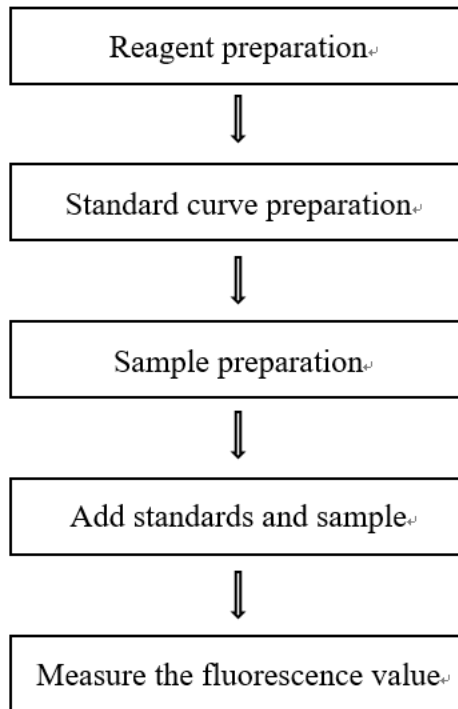 Reagent preparation
Standard curve preparation
Sample preparation
Add standards and sample
Measure the fluorescence value